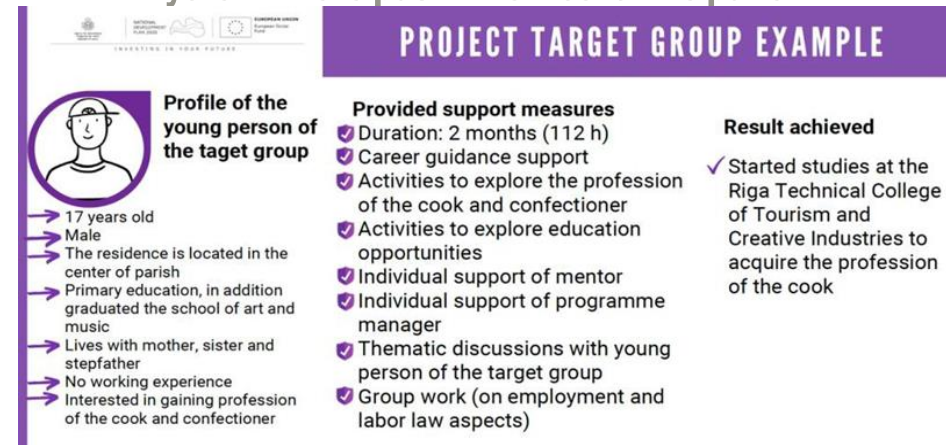 NATIONAL
DEVELOPMENT
PLAN 2020
EUROPEAN UNION
European Social
Fund
INVESTING IN YOUR FUTURE
PROJECT TARGET GROUP EXAMPLE
Profile of the
young person of
the taget group
17 years old
Male
The residence is located in the
center of parish
Primary education, in addition
graduated the school of art and
music
Lives with mother, sister and
stepfather
No working experience
Interested in gaining profession
of the cook and confectioner
Provided support measures
Duration: 2 months (112 h)
Career guidance support
Activities to explore the profession
of the cook and confectioner
Activities to explore education
opportunities
Individual support of mentor
Individual support of programme
manager
Thematic discussions with young
person of the target group
Group work (on employment and
labor law aspects)
Result achieved
Started studies at the
Riga Technical College
of Tourism and
Creative Industries to
acquire the profession
of the cook